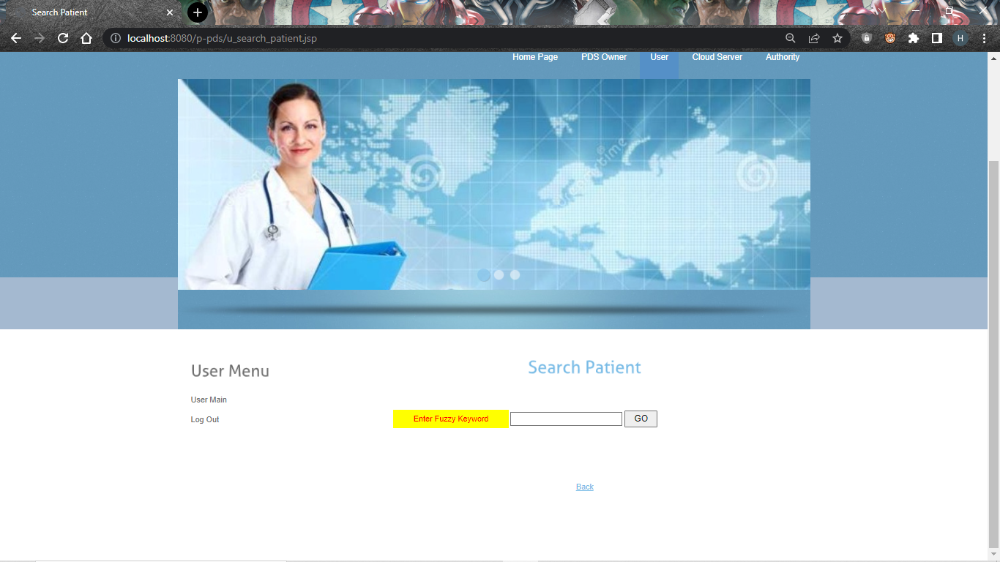 Search Patient
localhost:8080/p-pds/u_search_patient.jsp
H
Home Page PDS Owner User Cloud Server Authority
User Menu
Search Patient
User Main
Enter Fuzzy Keyword GO
Log Out
Back